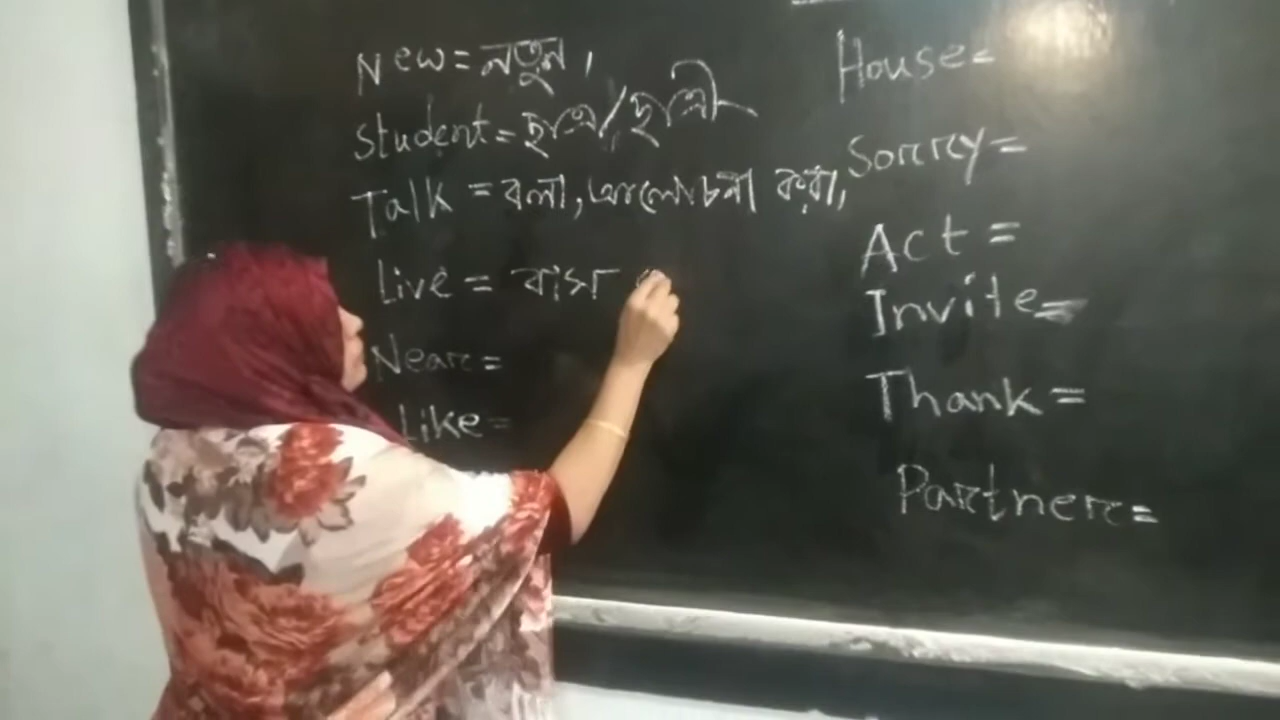 New = নতুন,
Student = ছাত্র/ছাত্রী
Talk = বলা, আলোচনা করা,
Live = বাস
Near =
Like =
House =
Sorry =
Act =
Invite =
Thank =
Partner =